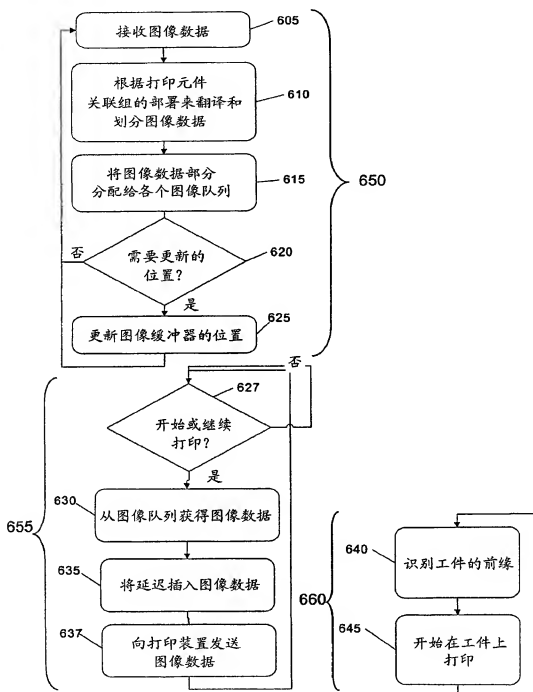 接收图像数据
605
根据打印元件
关联组的部署来翻译和
划分图像数据
610
将图像数据部分
分配给各个图像队列
615
650
否
需要更新的
位置?
620
是
625
更新图像缓冲器的位置
否
627
开始或继续
打印?
是
630
从图像队列获得图像数据
655
635
将延迟插入图像数据
637
向打印装置发送
图像数据
640
识别工件的前缘
660
645
开始在工件上
打印